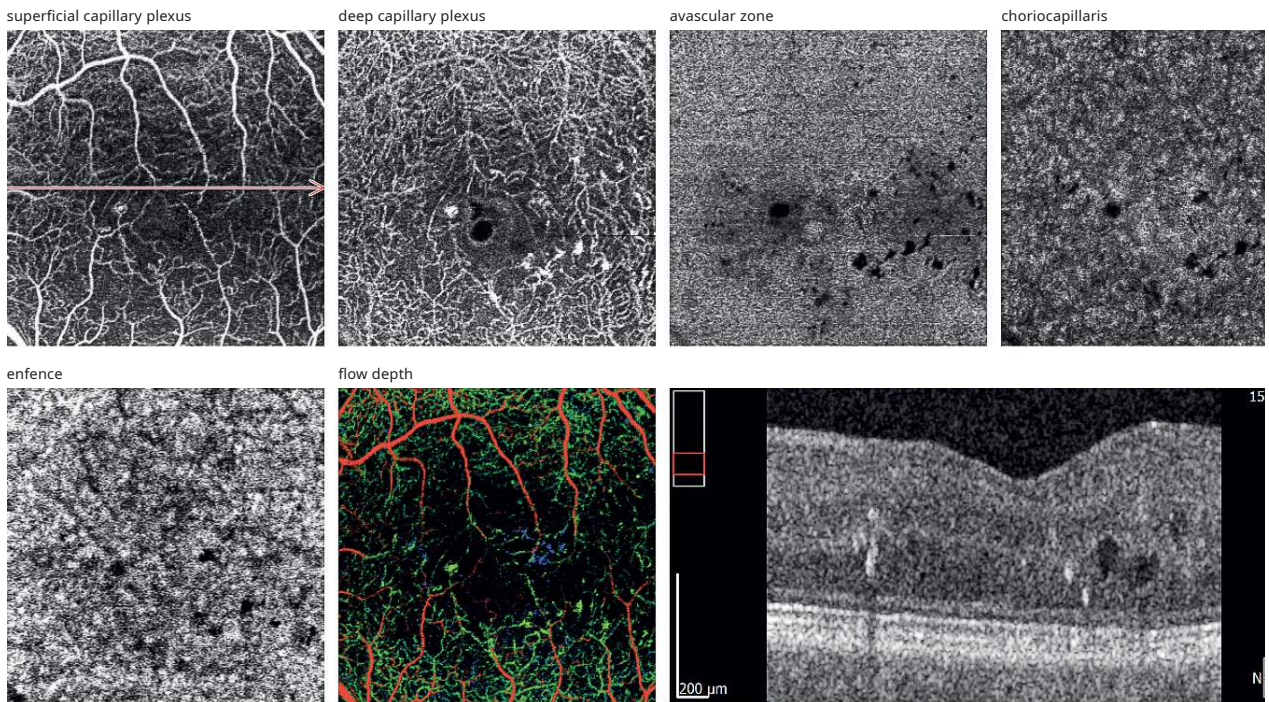 superficial capillary plexus
deep capillary plexus
avascular zone
choriocapillaris
enfence
flow depth
15
200 µm
N